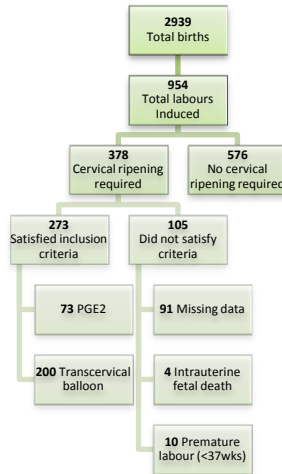 2939
Total births
954
Total labours
Induced
378
Cervical ripening
required
576
No cervical
ripening required
273
Satisfied inclusion
criteria
105
Did not satisfy
criteria
73 PGE2
91 Missing data
200 Transcervical
balloon
4 Intrauterine
fetal death
10 Premature
labour (<37wks)